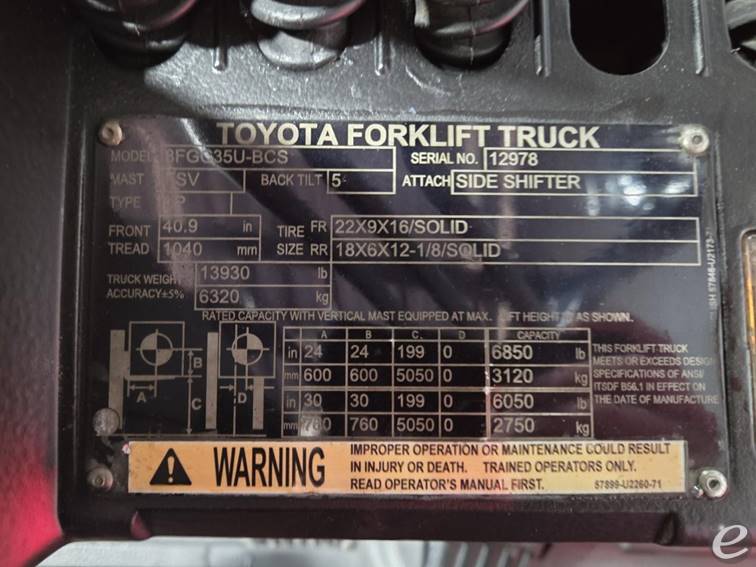 TOYOTA FORKLIFT TRUCK
MODEL 8FGC35U-BCS SERIAL NO. 12978
MAST FSV BACK TILT 5° ATTACH SIDE SHIFTER
TYPE
FRONT 40.9 in TIRE FR 22X9X16/SOLID
TREAD 1040 mm SIZE RR 18X6X12-1/8/SOLID
TRUCK WEIGHT 13930 lb
ACCURACY±5% 6320 kg
RATED CAPACITY WITH VERTICAL MAST EQUIPPED AT MAX. LIFT HEIGHT IS AS SHOWN.
A B C D CAPACITY
in 24 24 199 0 6850 lb
mm 600 600 5050 0 3120 kg
in 30 30 199 0 6050 lb
mm 760 760 5050 0 2750 kg
B
A C D
THIS FORKLIFT TRUCK
MEETS OR EXCEEDS DESIGN
SPECIFICATIONS OF ANSI/
ITSDF B56.1 IN EFFECT ON
THE DATE OF MANUFACTURE
WARNING
IMPROPER OPERATION OR MAINTENANCE COULD RESULT
IN INJURY OR DEATH. TRAINED OPERATORS ONLY.
READ OPERATOR'S MANUAL FIRST. 57899-U2260-71
e